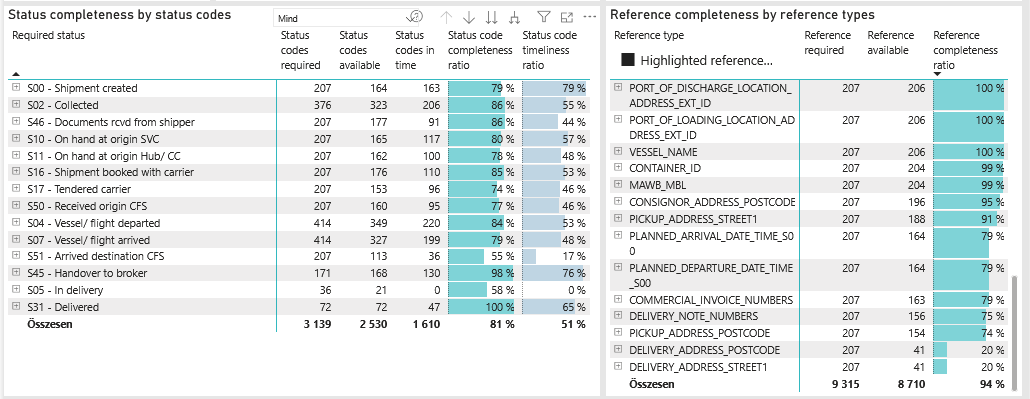 Status completeness by status codes
Mind
Required status Status codes required Status codes available Status codes in time Status code completeness ratio Status code timeliness ratio
S00 - Shipment created 207 164 163 79 % 79 %
S02 - Collected 376 323 206 86 % 55 %
S46 - Documents rcvd from shipper 207 177 91 86 % 44 %
S10 - On hand at origin SVC 207 165 117 80 % 57 %
S11 - On hand at origin Hub/ CC 207 162 100 78 % 48 %
S16 - Shipment booked with carrier 207 176 110 85 % 53 %
S17 - Tendered carrier 207 153 96 74 % 46 %
S50 - Received origin CFS 207 160 95 77 % 46 %
S04 - Vessel/ flight departed 414 349 220 84 % 53 %
S07 - Vessel/ flight arrived 414 327 199 79 % 48 %
S51 - Arrived destination CFS 207 113 36 55 % 17 %
S45 - Handover to broker 171 168 130 98 % 76 %
S05 - In delivery 36 21 0 58 % 0 %
S31 - Delivered 72 72 47 100 % 65 %
Összesen 3 139 2 530 1 610 81 % 51 %
Reference completeness by reference types
Reference type Reference required Reference available Reference completeness ratio
Highlighted reference...
PORT_OF_DISCHARGE_LOCATION_ 207 206 100 %
ADDRESS_EXT_ID
PORT_OF_LOADING_LOCATION_AD 207 206 100 %
DRESS_EXT_ID
VESSEL_NAME 207 206 100 %
CONTAINER_ID 207 204 99 %
MAWB_MBL 207 204 99 %
CONSIGNOR_ADDRESS_POSTCODE 207 196 95 %
PICKUP_ADDRESS_STREET1 207 188 91 %
PLANNED_ARRIVAL_DATE_TIME_S0 207 164 79 %
0
PLANNED_DEPARTURE_DATE_TIME 207 164 79 %
_S00
COMMERCIAL_INVOICE_NUMBERS 207 163 79 %
DELIVERY_NOTE_NUMBERS 207 156 75 %
PICKUP_ADDRESS_POSTCODE 207 154 74 %
DELIVERY_ADDRESS_POSTCODE 207 41 20 %
DELIVERY_ADDRESS_STREET1 207 41 20 %
Összesen 9 315 8 710 94 %